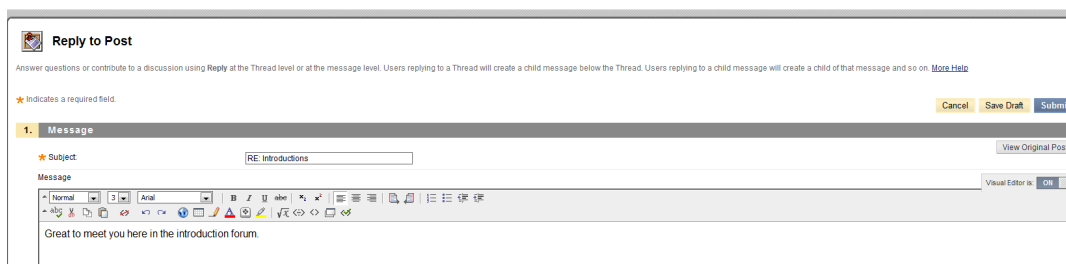 Reply to Post
Answer questions or contribute to a discussion using Reply at the Thread level or at the message level. Users replying to a Thread will create a child message below the Thread. Users replying to a child message will create a child of that message and so on. More Help
Indicates a required field.
Cancel Save Draft Submi
1. Message
View Original Pos
Subject: RE: Introductions
Message
Visual Editor is: ON
Normal 3 Arial B I U abc x₂ x²
abc
Great to meet you here in the introduction forum.